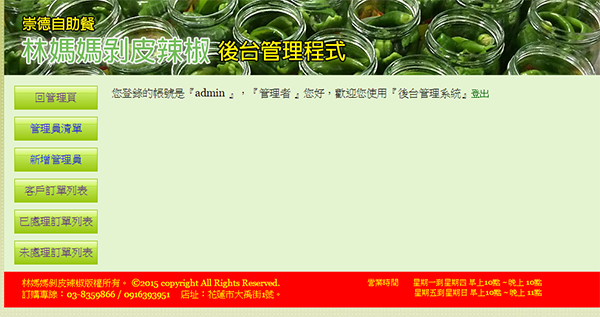 崇德自助餐
林媽媽剝皮辣椒-後台管理程式
回管理頁
您登錄的帳號是『admin 』，『管理者 』您好，歡迎您使用『後台管理系統』登出
管理員清單
新增管理員
客戶訂單列表
已處理訂單列表
未處理訂單列表
林媽媽剝皮辣椒版權所有。 ©2015 copyright All Rights Reserved.
訂購專線：03-8359866 / 0916393951 店址：花蓮市大禹街1號。
營業時間 星期一到星期四 早上10點～晚上 10點
星期五到星期日 早上10點～晚上 11點